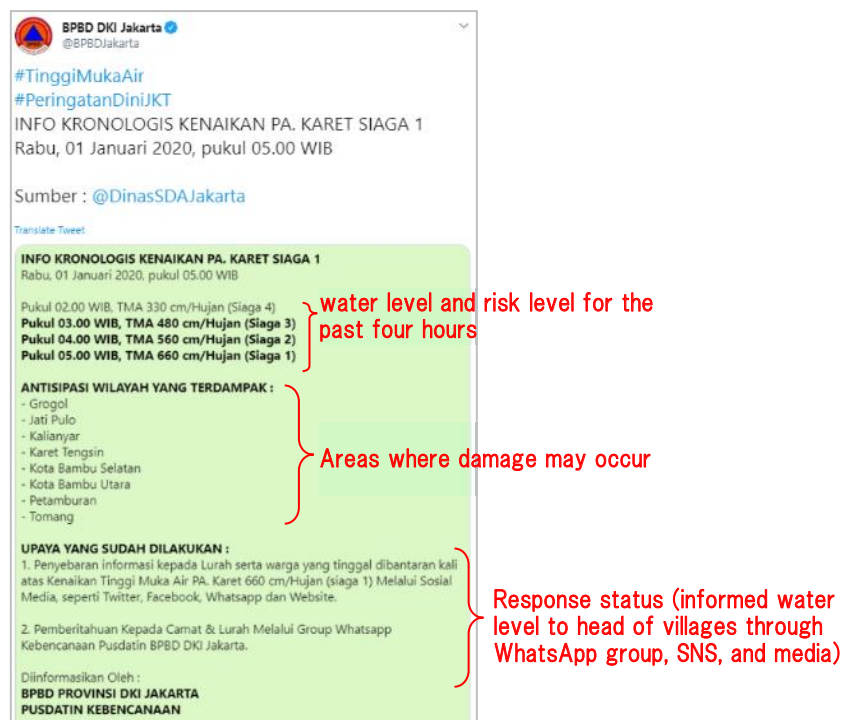 BPBD DKI Jakarta
@BPBDJakarta
#TinggiMukaAir
#PeringatanDiniJKT
INFO KRONOLOGIS KENAIKAN PA. KARET SIAGA 1
Rabu, 01 Januari 2020, pukul 05.00 WIB
Sumber : @DinasSDAJakarta
Translate Tweet
INFO KRONOLOGIS KENAIKAN PA. KARET SIAGA 1
Rabu, 01 Januari 2020, pukul 05.00 WIB
Pukul 02.00 WIB, TMA 330 cm/Hujan (Siaga 4)
Pukul 03.00 WIB, TMA 480 cm/Hujan (Siaga 3)
Pukul 04.00 WIB, TMA 560 cm/Hujan (Siaga 2)
Pukul 05.00 WIB, TMA 660 cm/Hujan (Siaga 1)
water level and risk level for the
past four hours
ANTISIPASI WILAYAH YANG TERDAMPAK :
- Grogol
- Jati Pulo
- Kalianyar
- Karet Tengsin
- Kota Bambu Selatan
- Kota Bambu Utara
- Petamburan
- Tomang
Areas where damage may occur
UPAYA YANG SUDAH DILAKUKAN :
1. Penyebaran informasi kepada Lurah serta warga yang tinggal dibantaran kali
atas Kenaikan Tinggi Muka Air PA. Karet 660 cm/Hujan (siaga 1) Melalui Sosial
Media, seperti Twitter, Facebook, Whatsapp dan Website.
2. Pemberitahuan Kepada Camat & Lurah Melalui Group Whatsapp
Kebencanaan Pusdatin BPBD DKI Jakarta.
Response status (informed water
level to head of villages through
WhatsApp group, SNS, and media)
Diinformasikan Oleh :
BPBD PROVINSI DKI JAKARTA
PUSDATIN KEBENCANAAN